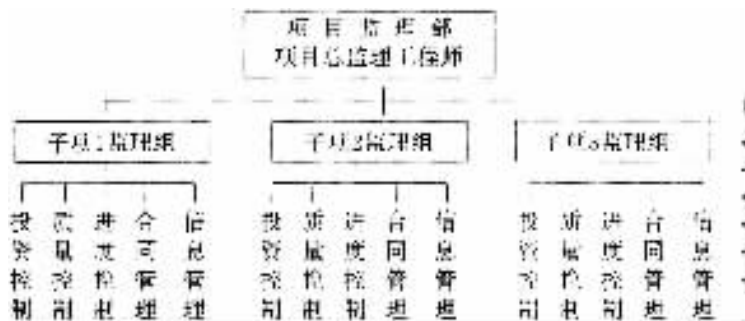 项目监理部
项目总监理工程师
子项1监理组
子项2监理组
子项3监理组
投资控制
质量控制
进度控制
合同管理
信息管理
投资控制
质量控制
进度控制
合同管理
信息管理
投资控制
质量控制
进度控制
合同管理
信息管理